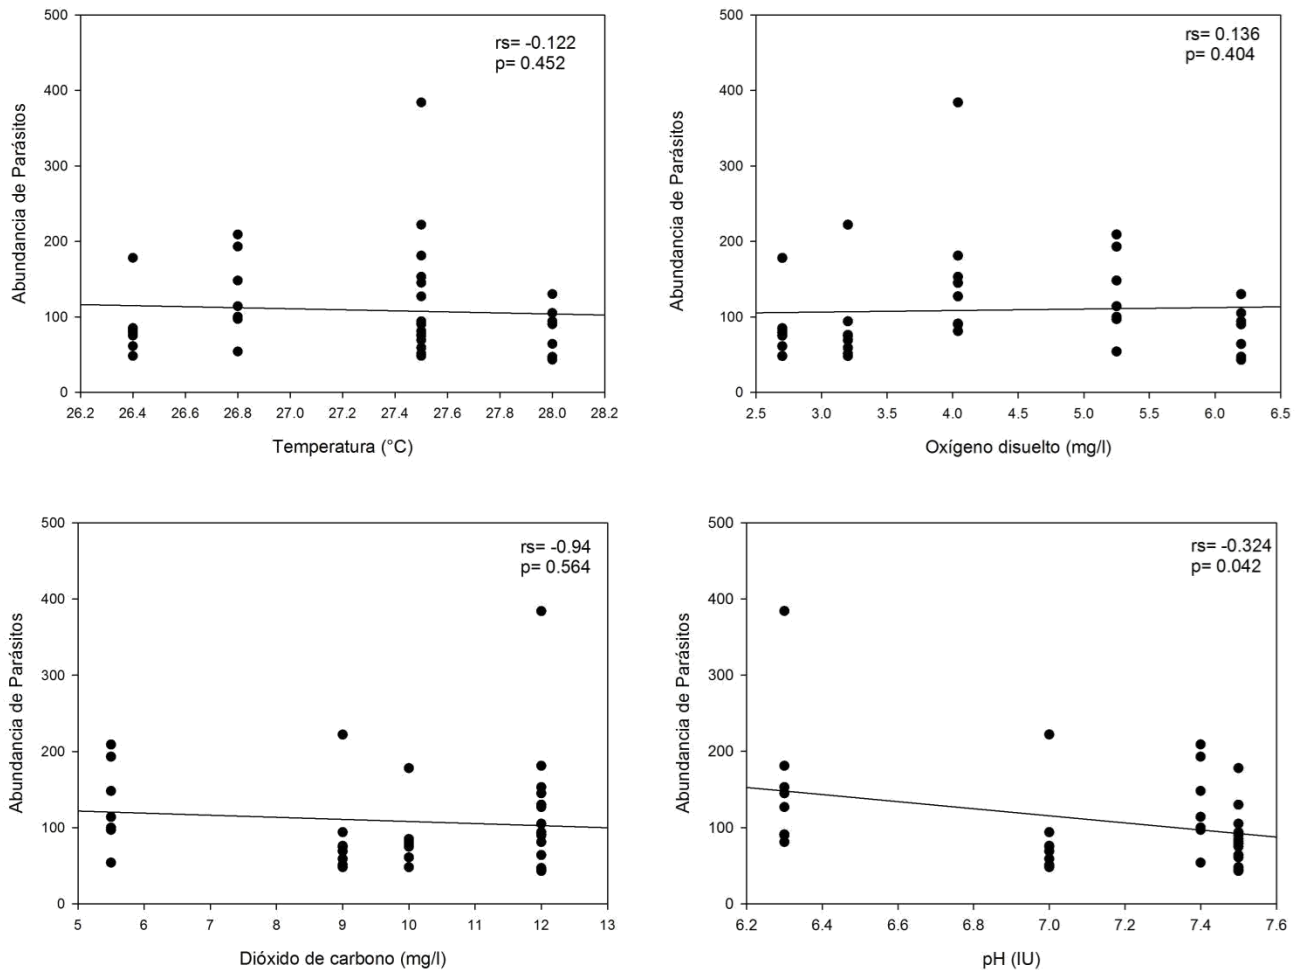 500
400
300
200
100
0
Abundancia de Parásitos
rs= -0.122
p= 0.452
26.2 26.4 26.6 26.8 27.0 27.2 27.4 27.6 27.8 28.0 28.2
Temperatura (°C)
500
400
300
200
100
0
Abundancia de Parásitos
rs= 0.136
p= 0.404
2.5 3.0 3.5 4.0 4.5 5.0 5.5 6.0 6.5
Oxígeno disuelto (mg/l)
500
400
300
200
100
0
Abundancia de Parásitos
rs= -0.94
p= 0.564
5 6 7 8 9 10 11 12 13
Dióxido de carbono (mg/l)
500
400
300
200
100
0
Abundancia de Parásitos
rs= -0.324
p= 0.042
6.2 6.4 6.6 6.8 7.0 7.2 7.4 7.6
pH (IU)